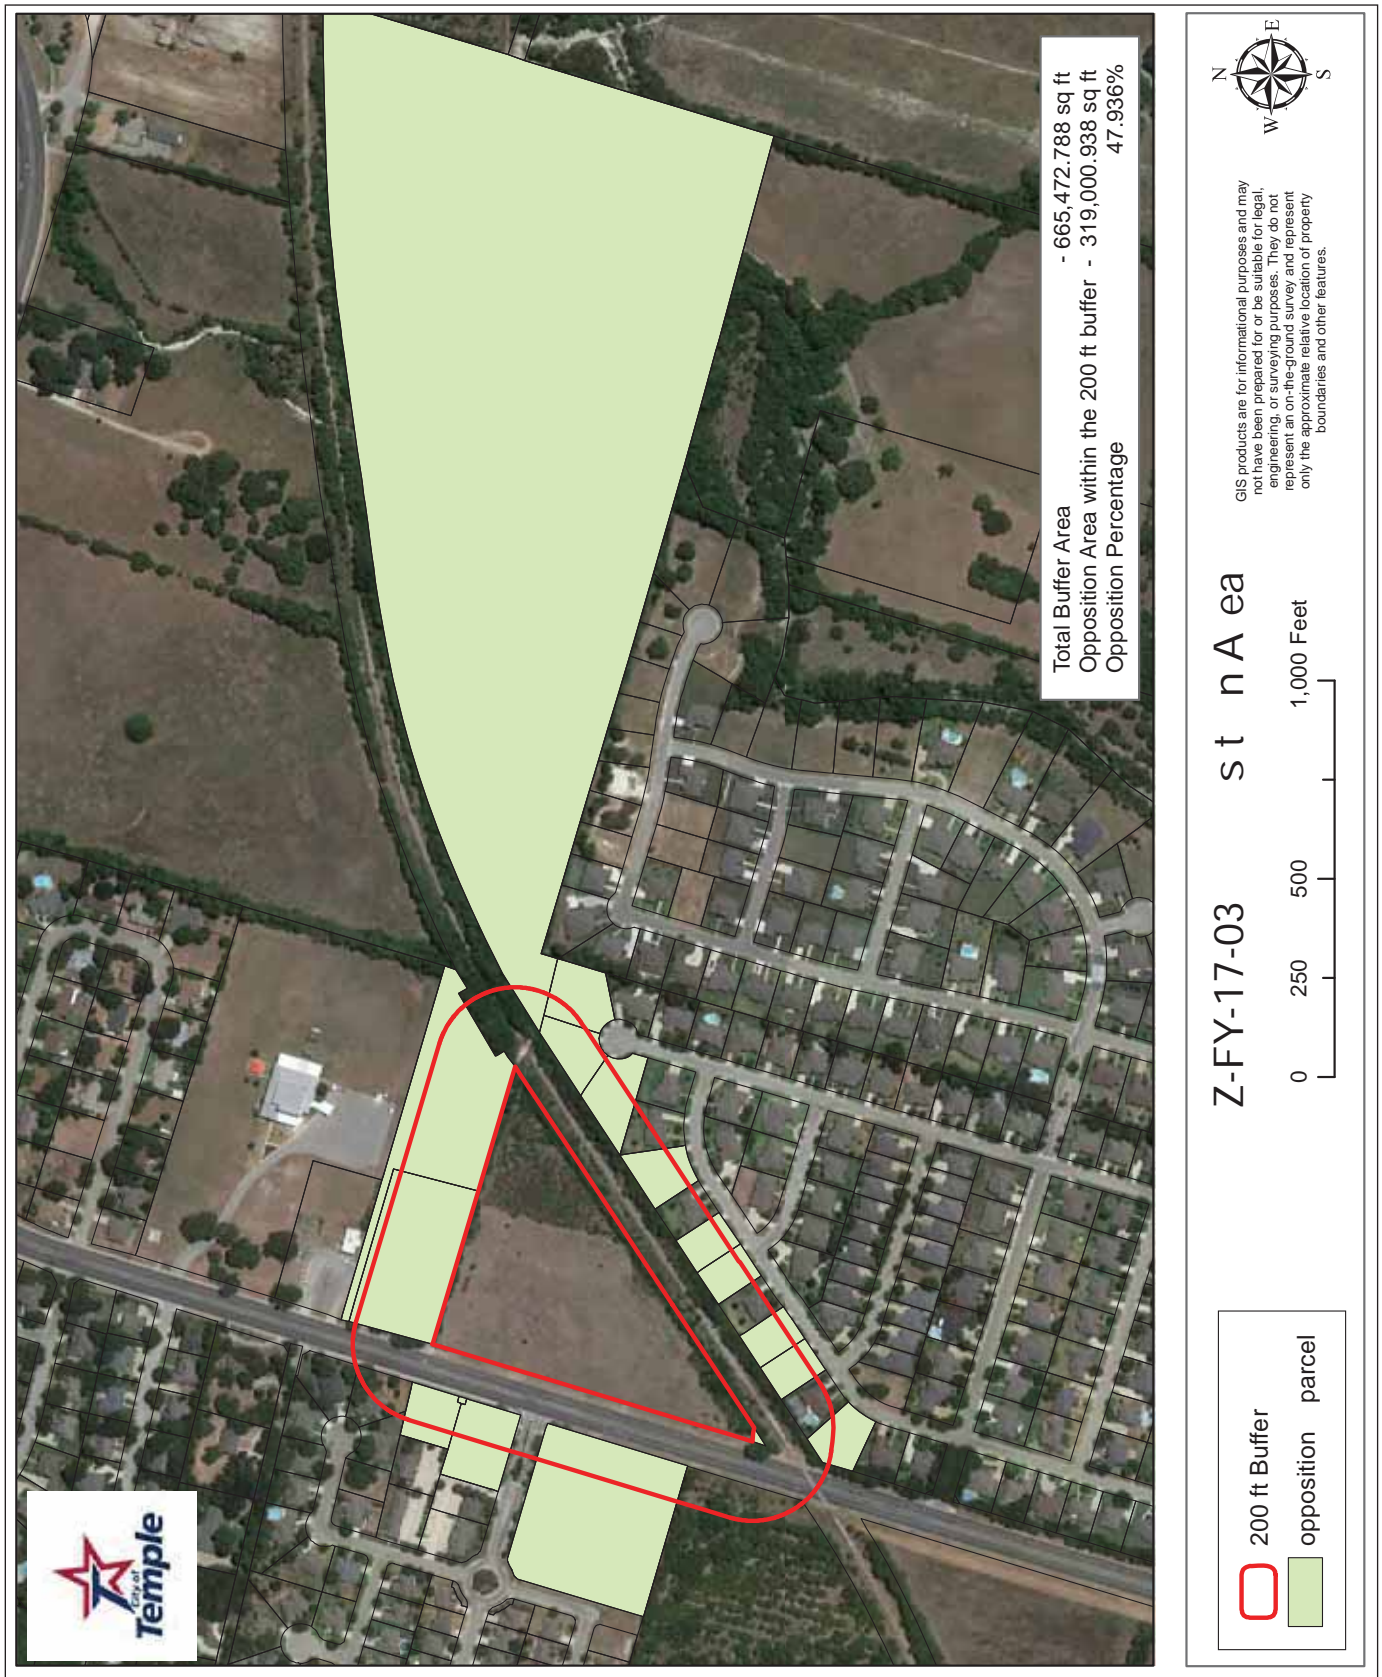 City of
Temple
Total Buffer Area - 665,472.788 sq ft
Opposition Area within the 200 ft buffer - 319,000.938 sq ft
Opposition Percentage 47.936%
200 ft Buffer
opposition parcel
Z-FY-17-03 st n A ea
0 250 500 1,000 Feet
GIS products are for informational purposes and may
not have been prepared for or be suitable for legal,
engineering, or surveying purposes. They do not
represent an on-the-ground survey and represent
only the approximate relative location of property
boundaries and other features.
N
W E
S